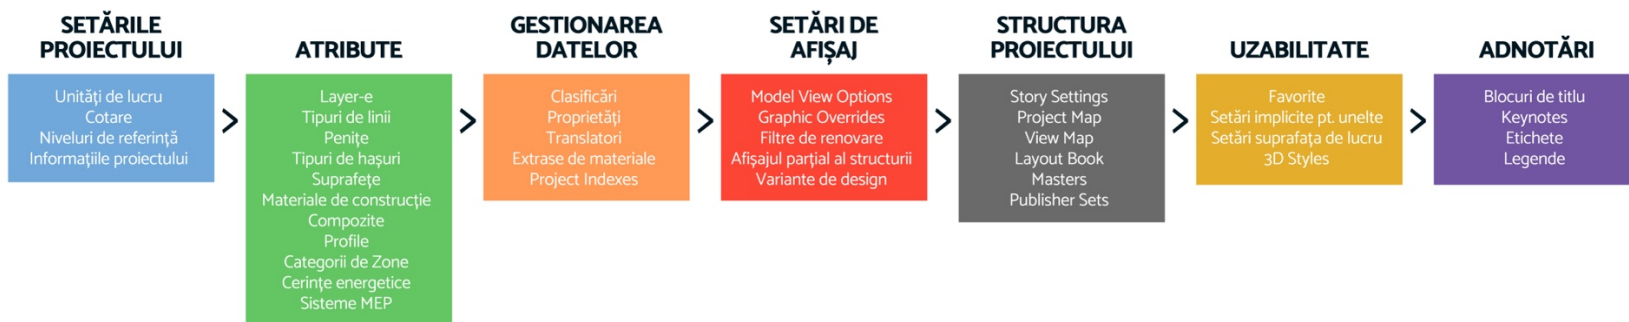 SETĂRILE
PROIECTULUI
Unități de lucru
Cotare
Niveluri de referință
Informațiile proiectului
>
ATRIBUTE
Layer-e
Tipuri de linii
Penițe
Tipuri de hașuri
Suprafețe
Materiale de construcție
Compozite
Profile
Categorii de Zone
Cerințe energetice
Sisteme MEP
>
GESTIONAREA
DATELOR
Clasificări
Proprietăți
Translatori
Extrase de materiale
Project Indexes
>
SETĂRI DE
AFIȘAJ
Model View Options
Graphic Overrides
Filtre de renovare
Afișajul parțial al structurii
Variante de design
>
STRUCTURA
PROIECTULUI
Story Settings
Project Map
View Map
Layout Book
Masters
Publisher Sets
>
UZABILITATE
Favorite
Setări implicite pt. unelte
Setări suprafața de lucru
3D Styles
>
ADNOTĂRI
Blocuri de titlu
Keynotes
Etichete
Legende